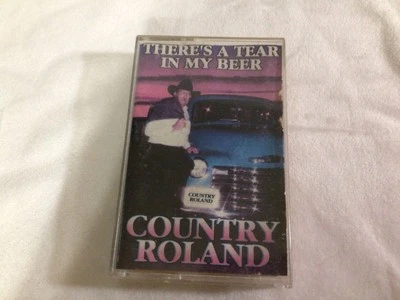 THERE'S A TEAR
IN MY BEER
COUNTRY
ROLAND
COUNTRY
ROLAND